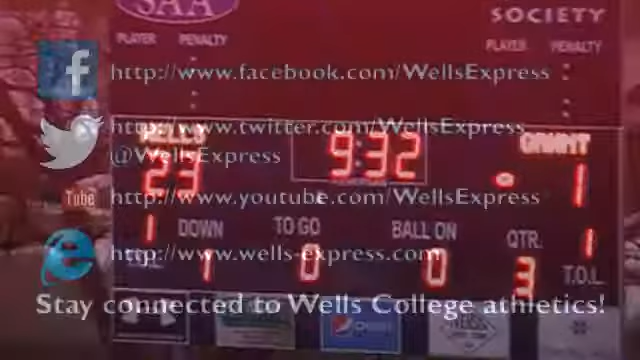 SAA
SOCIETY
PLAYER PENALTY
PLAYER PENALTY
http://www.facebook.com/WellsExpress
http://www.twitter.com/WellsExpress
@WellsExpress
9:32
23
1
Tube
http://www.youtube.com/WellsExpress
1 DOWN TO GO BALL ON QTR. 1
http://www.wells-express.com
1 0 0 3 T.O.L.
Stay connected to Wells College athletics!